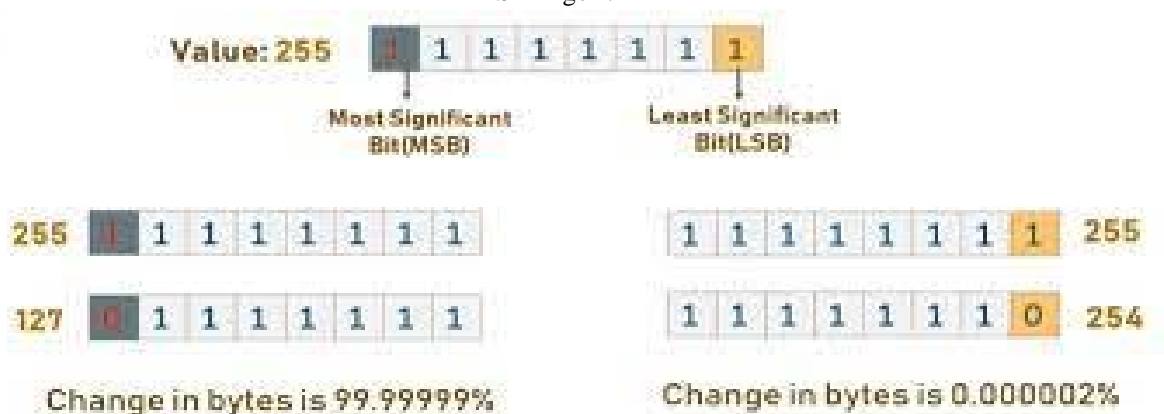 Value: 255 1 1 1 1 1 1 1 1
Most Significant Least Significant
Bit(MSB) Bit(LSB)
255 1 1 1 1 1 1 1 1 1 1 1 1 1 1 1 1 255
127 0 1 1 1 1 1 1 1 1 1 1 1 1 1 1 0 254
Change in bytes is 99.99999% Change in bytes is 0.000002%